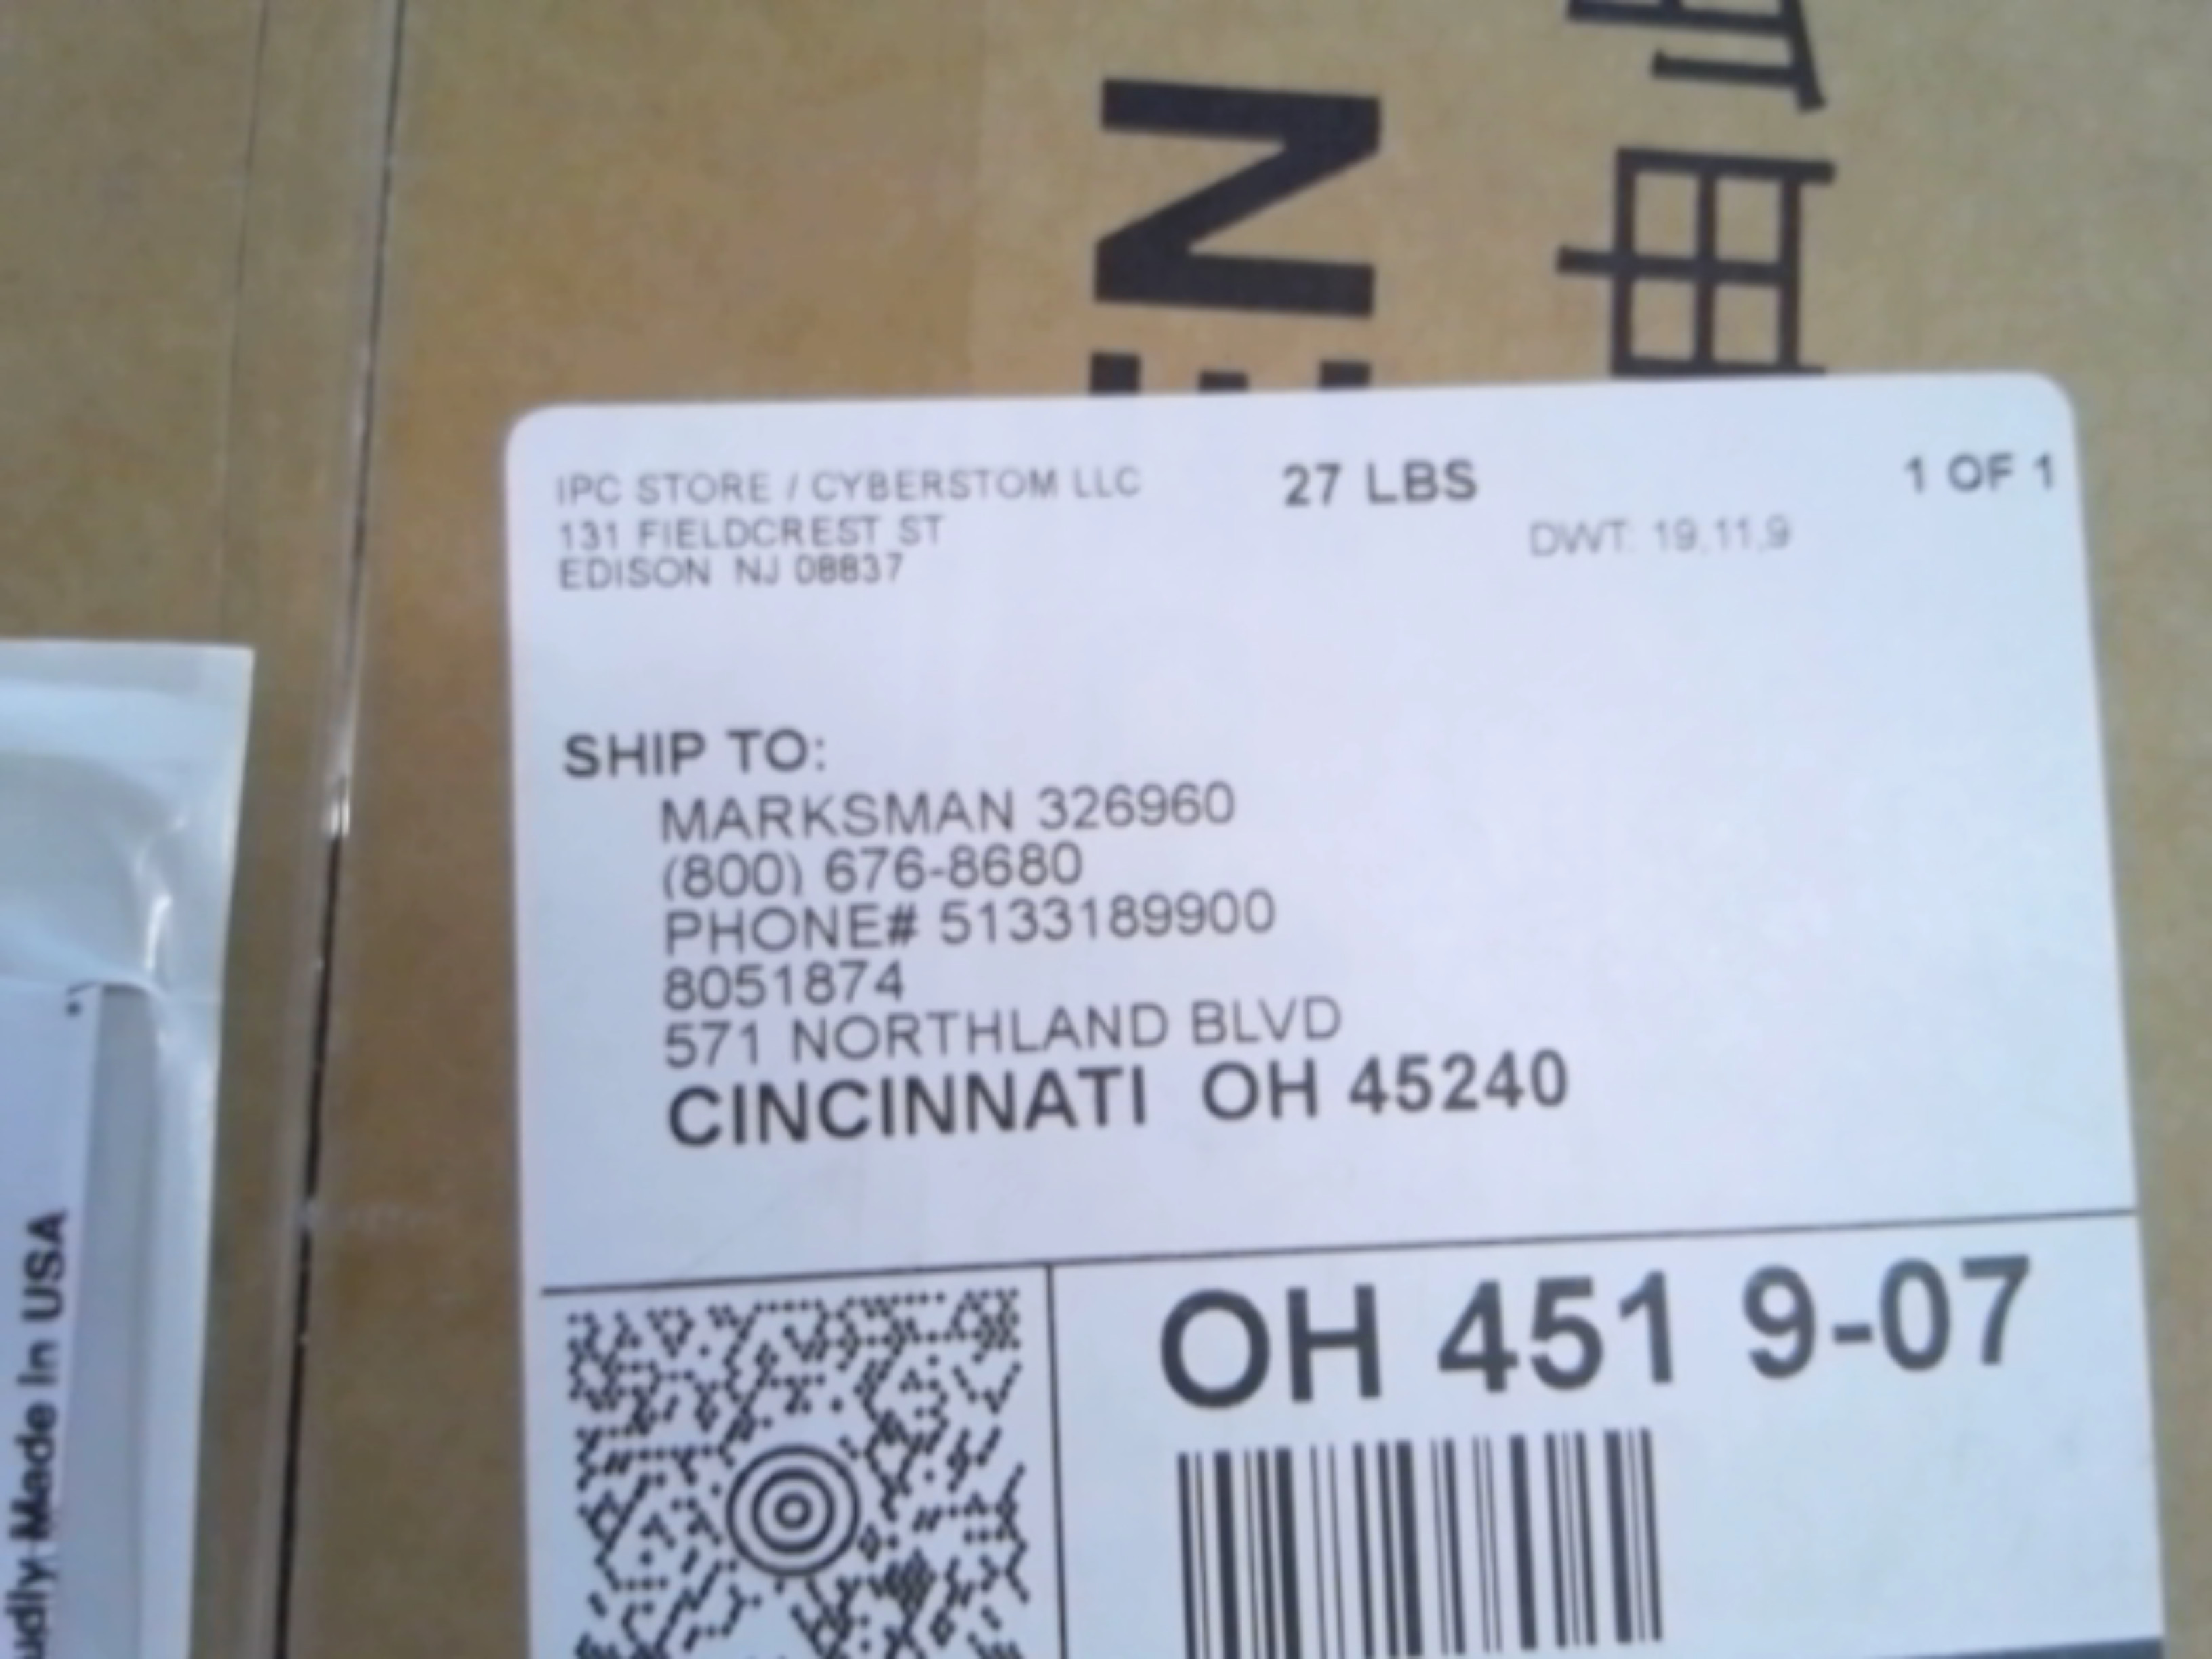 IPC STORE / CYBERSTOM LLC
131 FIELDCREST ST
EDISON NJ 08837
27 LBS
1 OF 1
DWT: 19,11,9
SHIP TO:
MARKSMAN 326960
(800) 676-8680
PHONE# 5133189900
8051874
571 NORTHLAND BLVD
CINCINNATI OH 45240
OH 451 9-07
Made in USA